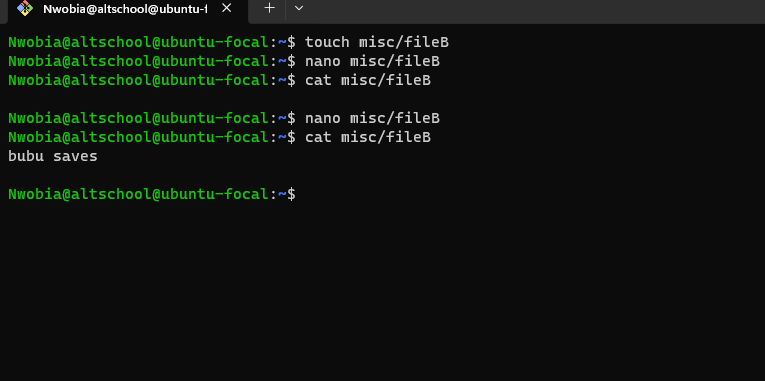 Nwobia@altschool@ubuntu-f
Nwobia@altschool@ubuntu-focal:~$ touch misc/fileB
Nwobia@altschool@ubuntu-focal:~$ nano misc/fileB
Nwobia@altschool@ubuntu-focal:~$ cat misc/fileB
Nwobia@altschool@ubuntu-focal:~$ nano misc/fileB
Nwobia@altschool@ubuntu-focal:~$ cat misc/fileB
bubu saves
Nwobia@altschool@ubuntu-focal:~$